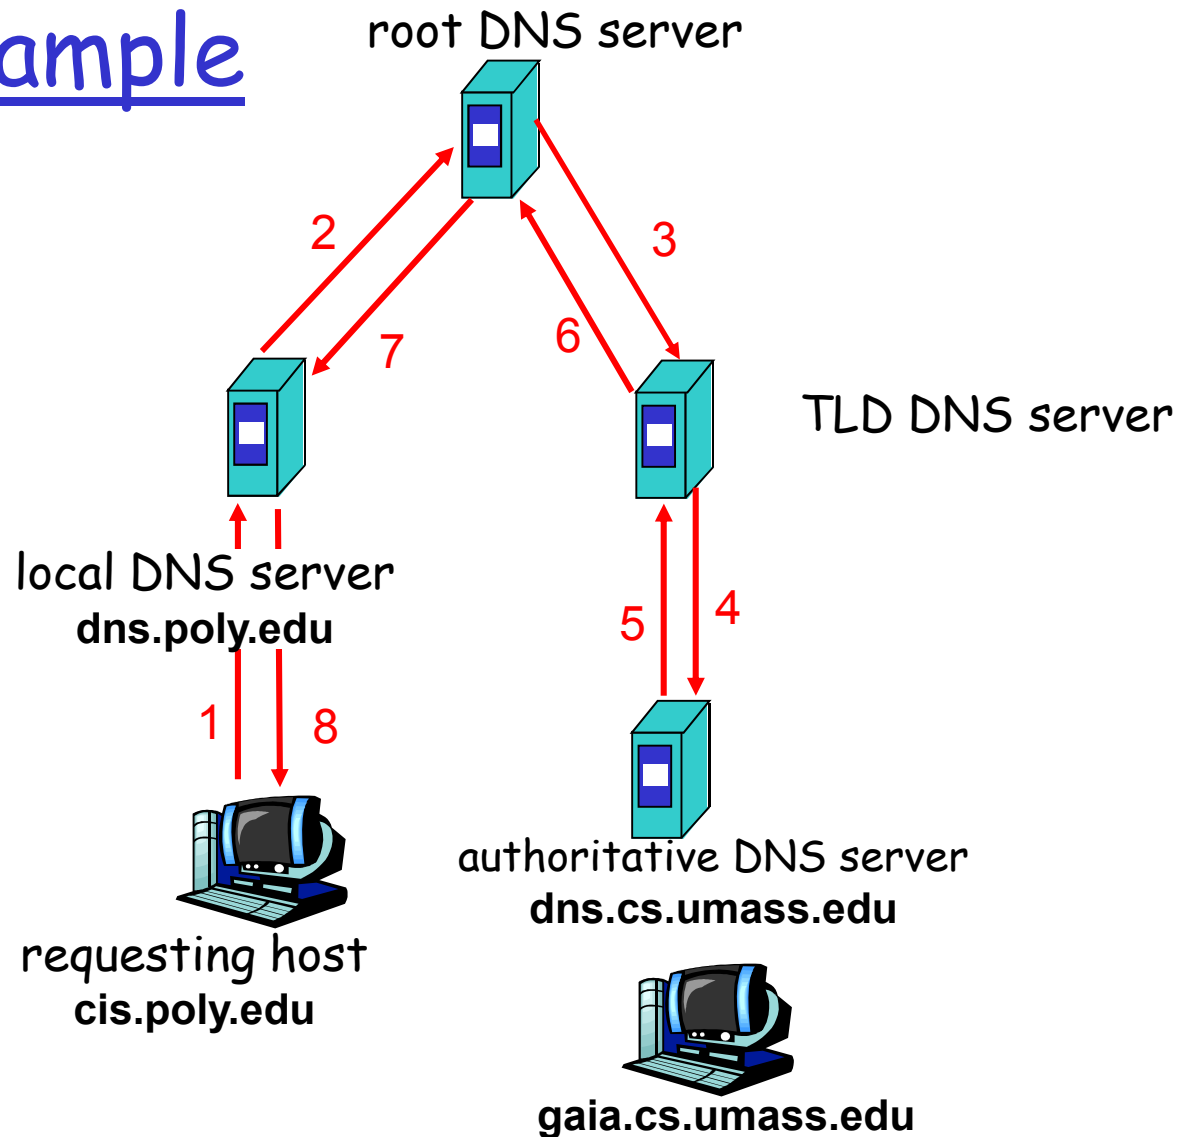 ample
root DNS server
2
3
7
6
TLD DNS server
local DNS server
dns.poly.edu
5
4
1
8
authoritative DNS server
dns.cs.umass.edu
requesting host
cis.poly.edu
gaia.cs.umass.edu